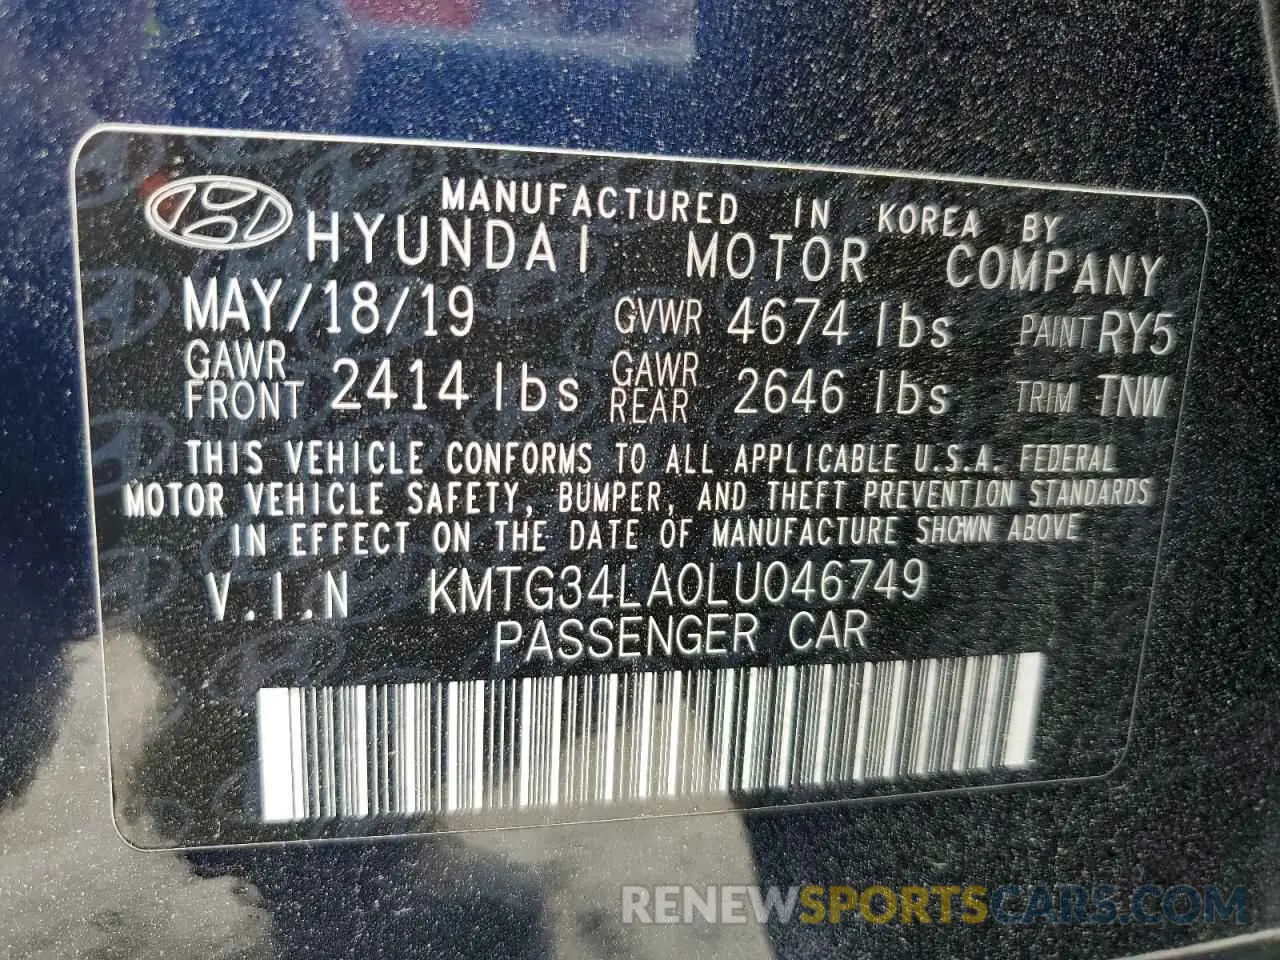 MANUFACTURED IN KOREA BY
HYUNDAI MOTOR COMPANY
MAY/18/19 GVWR 4674 lbs PAINT RY5
GAWR FRONT 2414 lbs GAWR REAR 2646 lbs TRIM TNW
THIS VEHICLE CONFORMS TO ALL APPLICABLE U.S.A. FEDERAL
MOTOR VEHICLE SAFETY, BUMPER, AND THEFT PREVENTION STANDARDS
IN EFFECT ON THE DATE OF MANUFACTURE SHOWN ABOVE
V.I.N KMTG34LA0LU046749
PASSENGER CAR
RENEWSPORTSCARS.COM